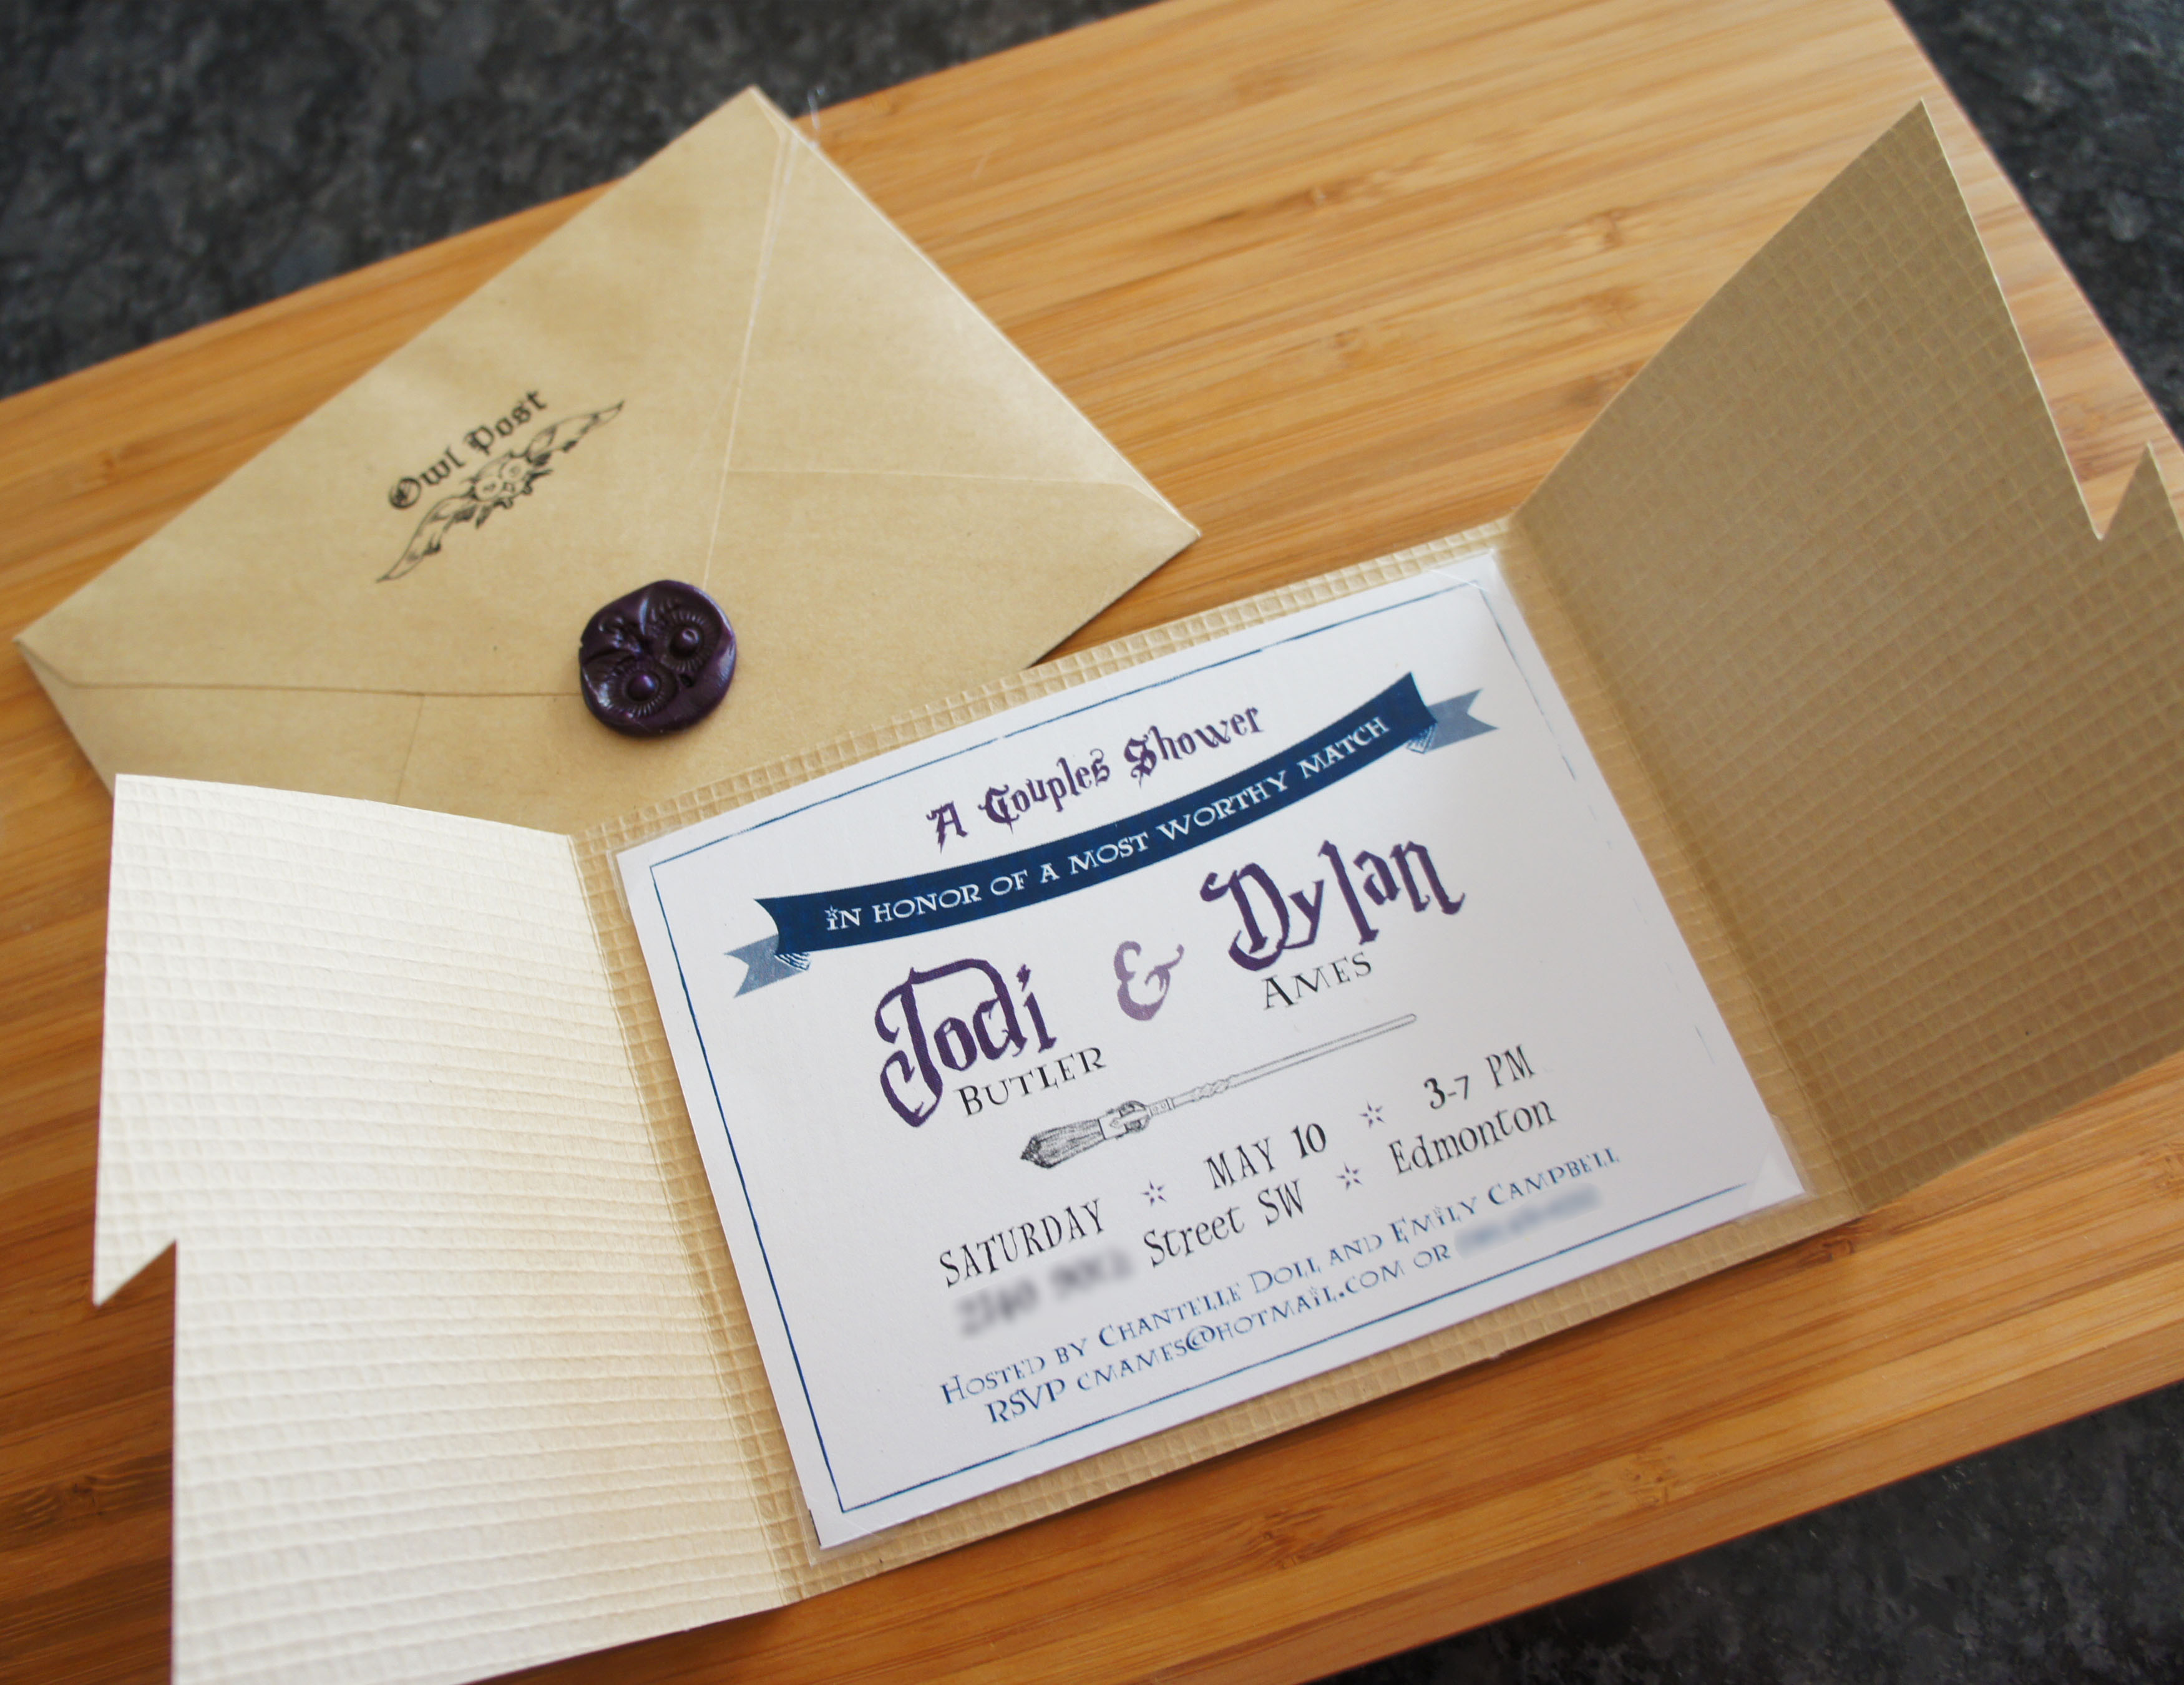 Owl Post
A Couples Shower
IN HONOR OF A MOST WORTHY MATCH
Jodi & Dylan
BUTLER AMES
SATURDAY MAY 10 3-7 PM
Street SW Edmonton
HOSTED BY CHANTELLE DOLL AND EMILY CAMPBELL
RSVP CMAMES@HOTMAIL.COM OR